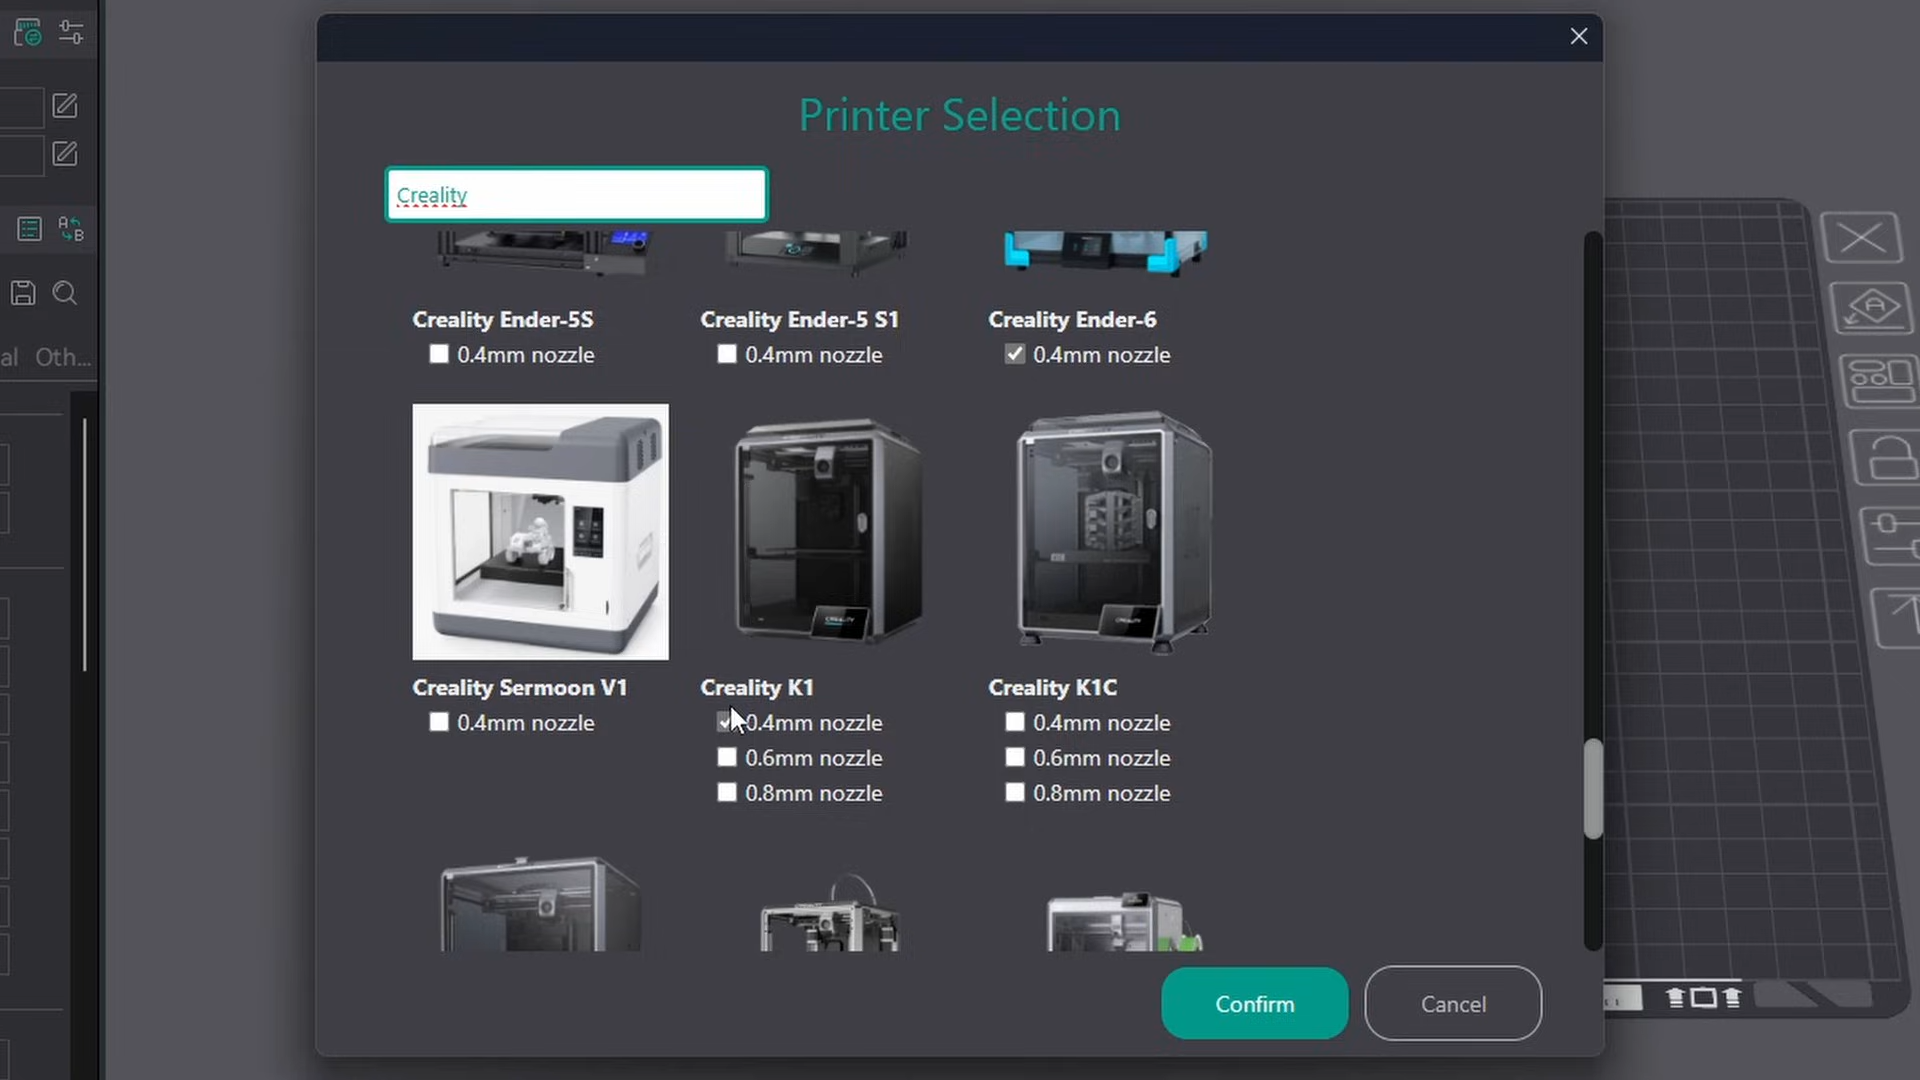 Printer Selection
Creality
al Oth...
Creality Ender-5S
0.4mm nozzle
Creality Ender-5 S1
0.4mm nozzle
Creality Ender-6
0.4mm nozzle
Creality Sermoon V1
0.4mm nozzle
Creality K1
0.4mm nozzle
0.6mm nozzle
0.8mm nozzle
Creality K1C
0.4mm nozzle
0.6mm nozzle
0.8mm nozzle
Confirm
Cancel